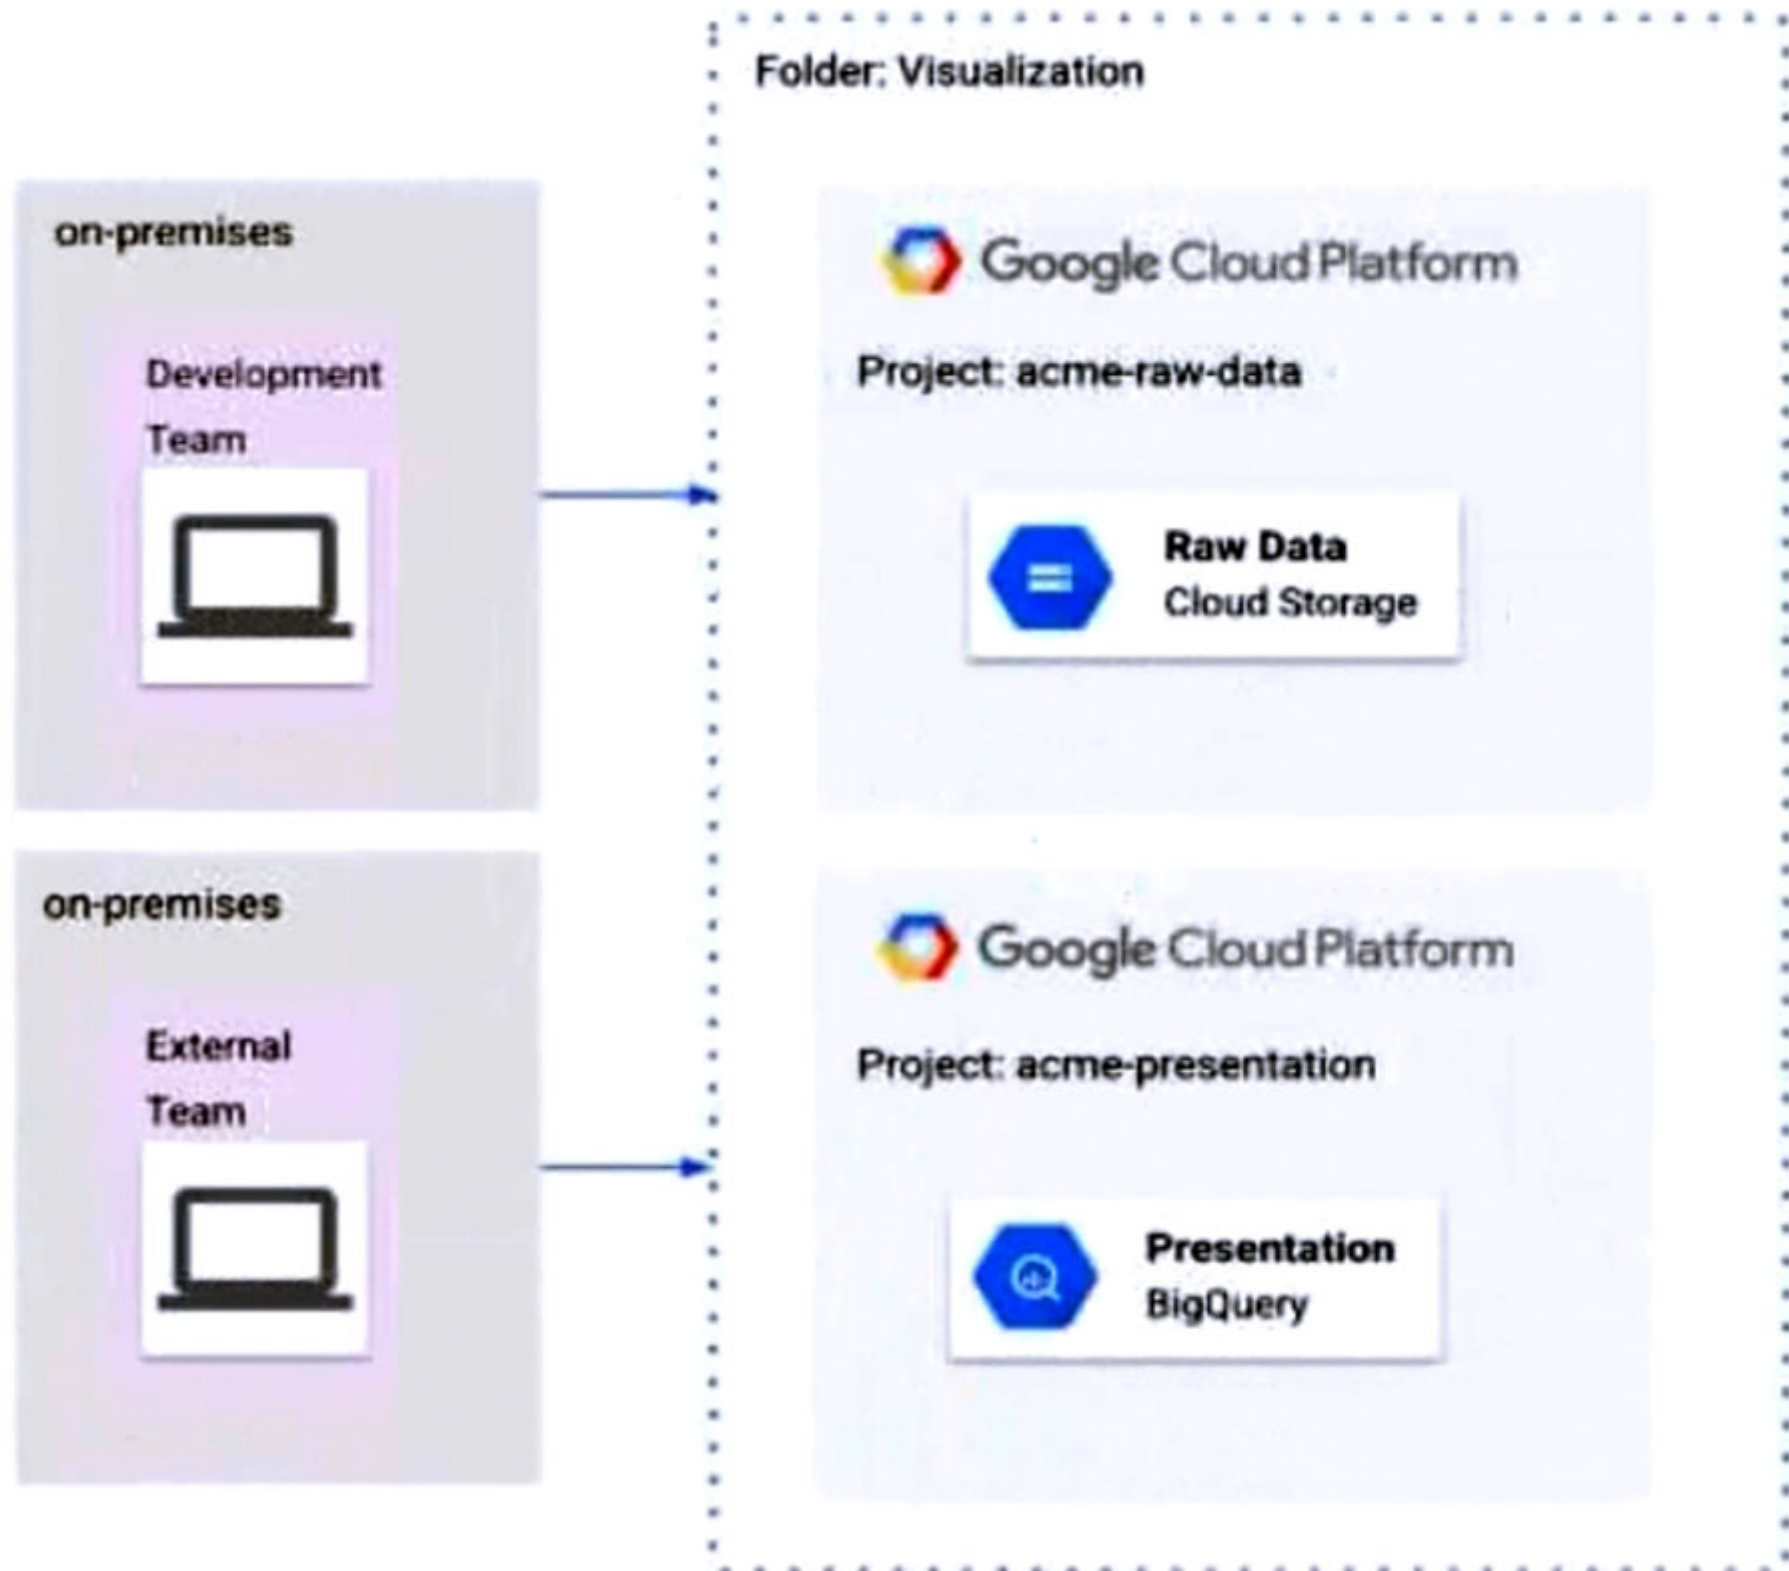 Folder: Visualization
on-premises
Development
Team
Google Cloud Platform
Project: acme-raw-data
Raw Data
Cloud Storage
on-premises
External
Team
Google Cloud Platform
Project: acme-presentation
Presentation
BigQuery